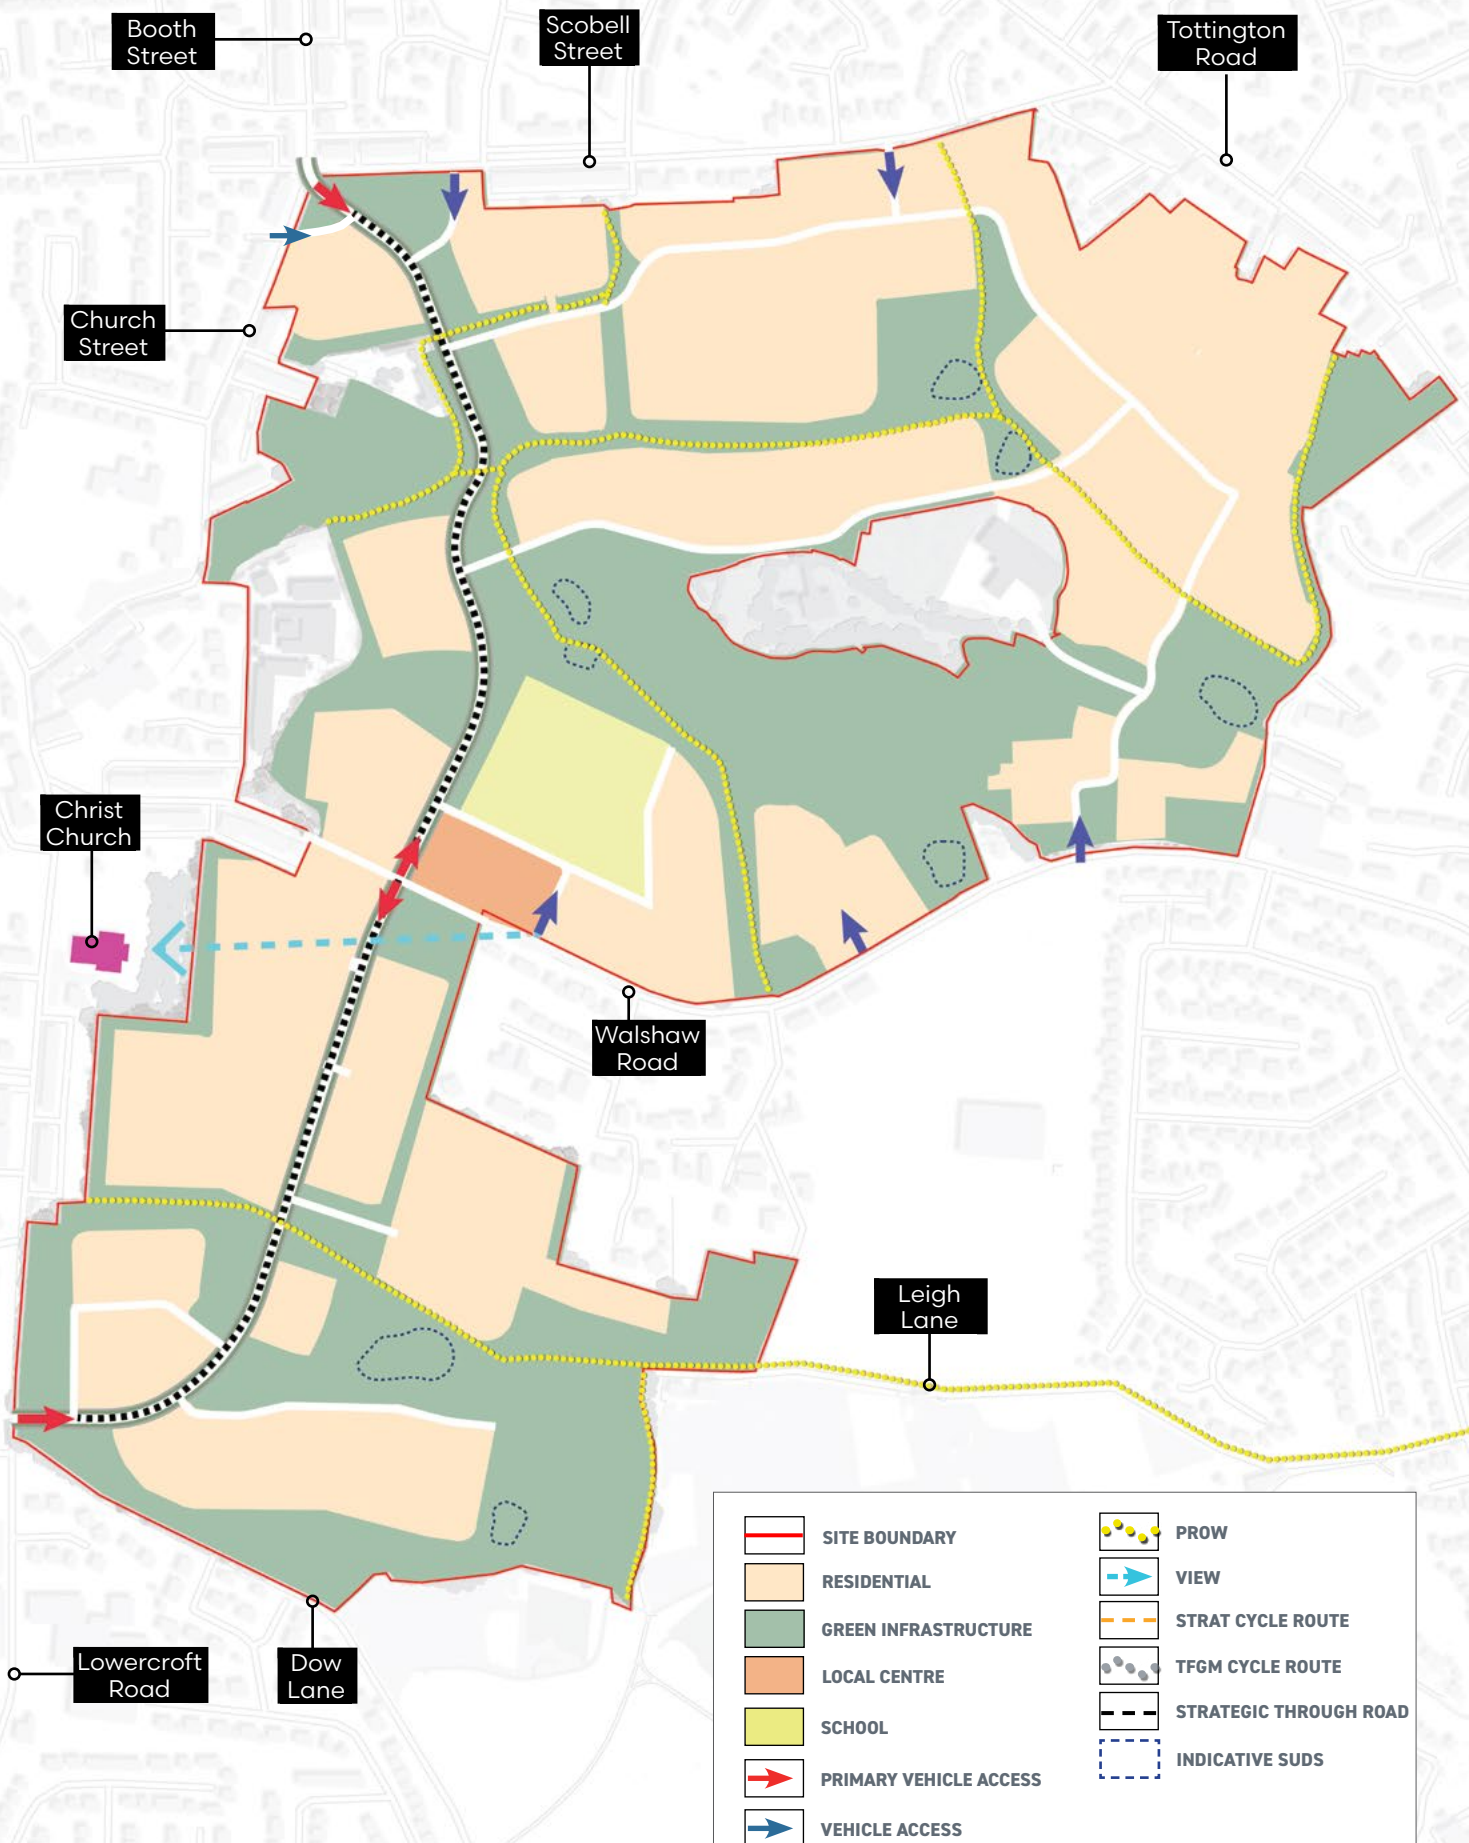 Booth
Street
Scobell
Street
Tottington
Road
Church
Street
Christ
Church
Walshaw
Road
Leigh
Lane
Lowercroft
Road
Dow
Lane
SITE BOUNDARY
RESIDENTIAL
GREEN INFRASTRUCTURE
LOCAL CENTRE
SCHOOL
PRIMARY VEHICLE ACCESS
VEHICLE ACCESS
PROW
VIEW
STRAT CYCLE ROUTE
TFGM CYCLE ROUTE
STRATEGIC THROUGH ROAD
INDICATIVE SUDS